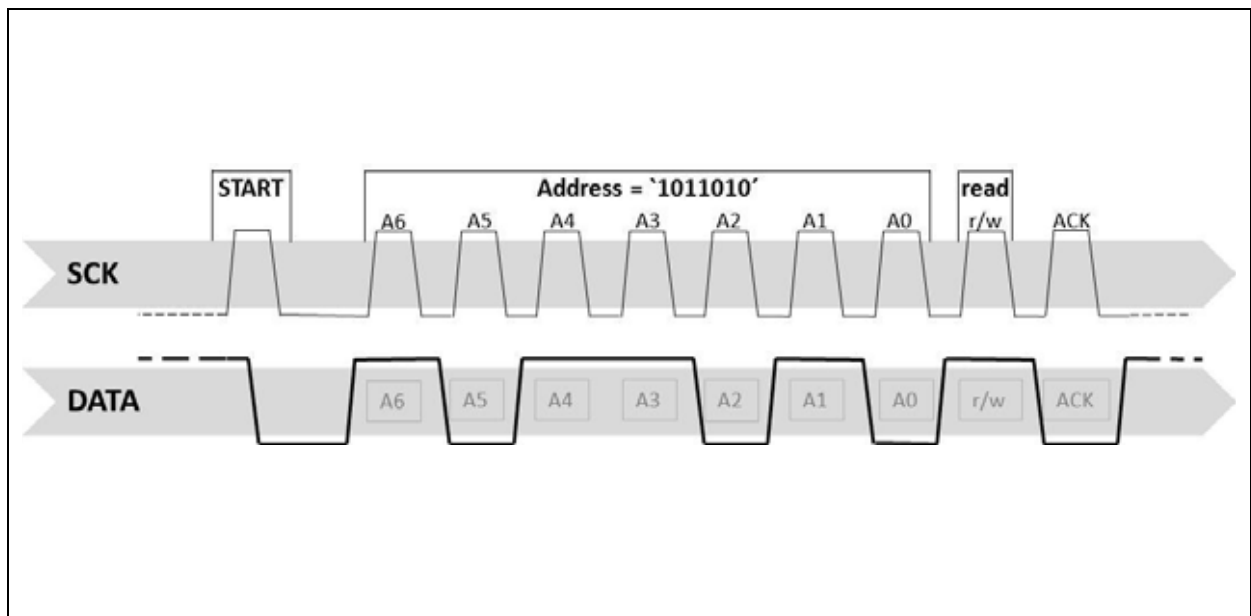 START Address = `1011010´ read
A6 A5 A4 A3 A2 A1 A0 r/w ACK
SCK
DATA A6 A5 A4 A3 A2 A1 A0 r/w ACK